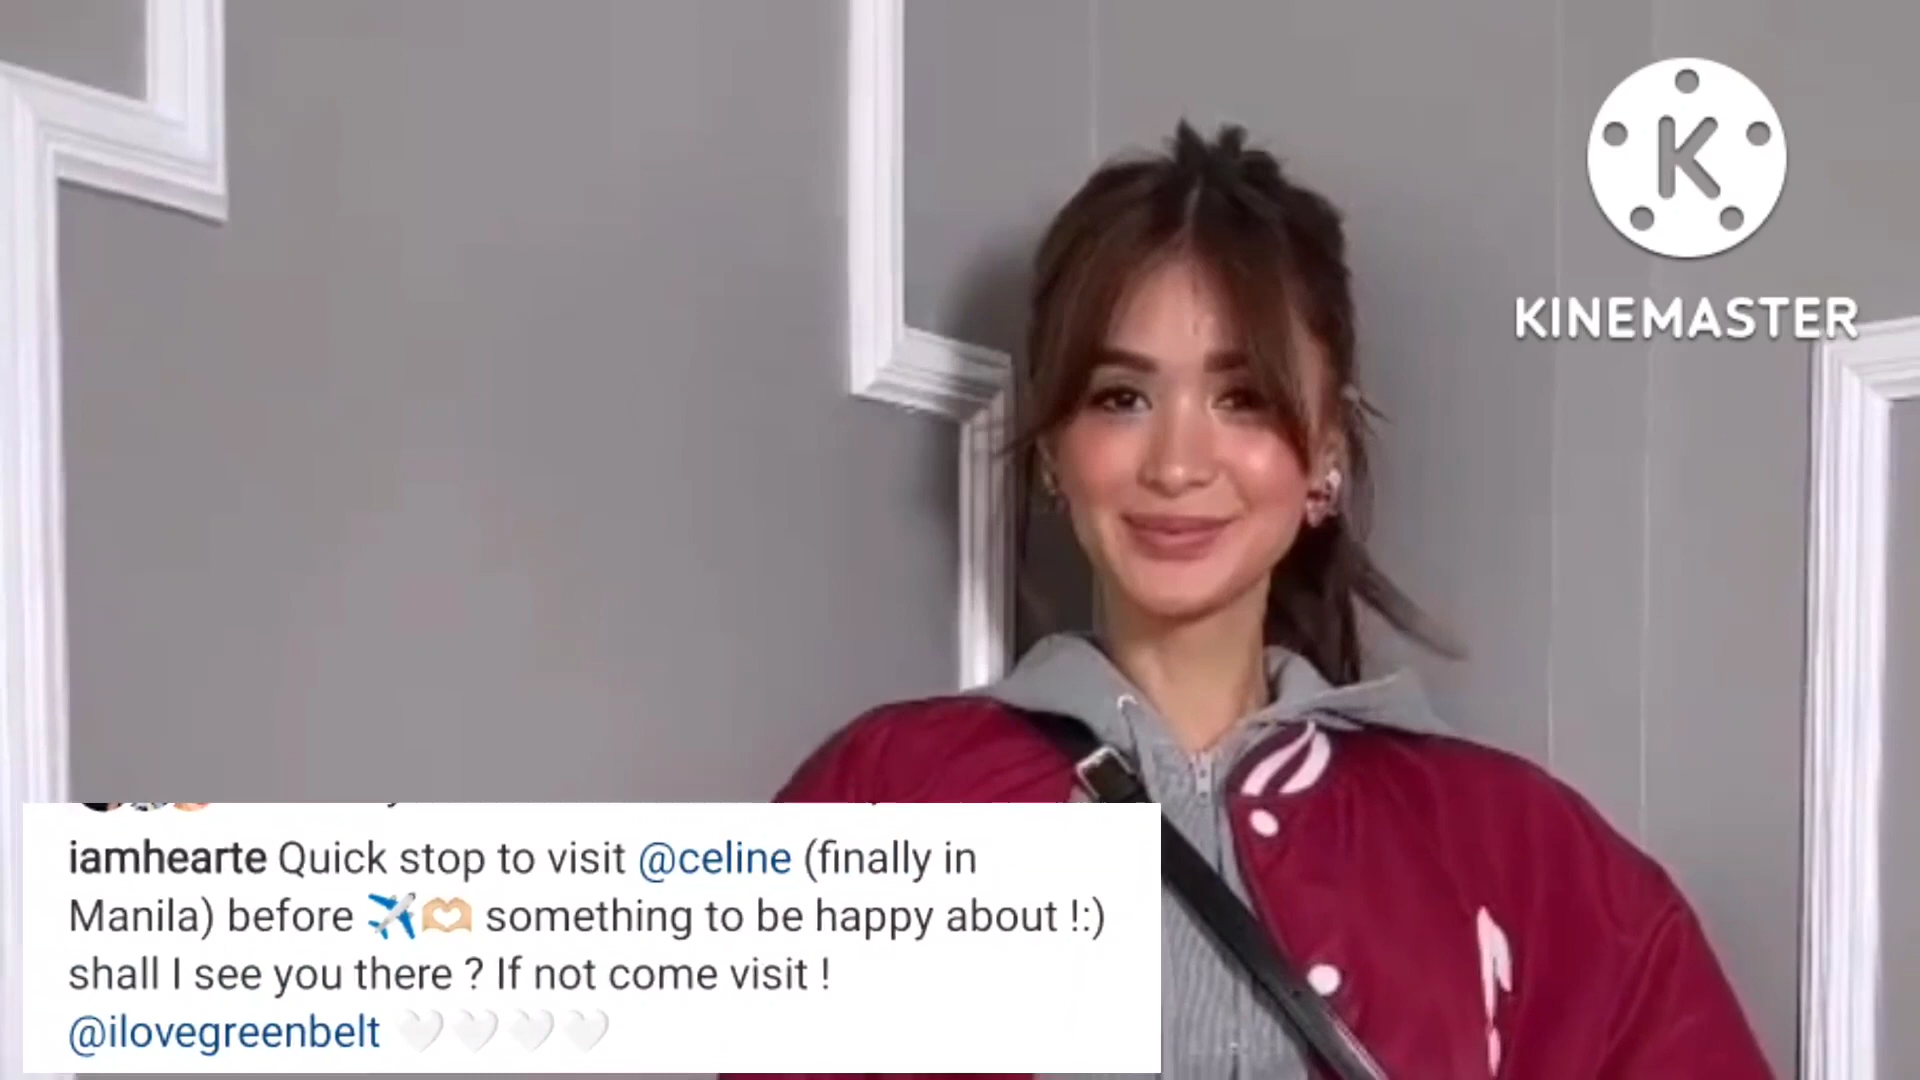 K
KINEMASTER
iamhearte Quick stop to visit @celine (finally in
Manila) before ✈️🫶🏼 something to be happy about !:)
shall I see you there ? If not come visit !
@ilovegreenbelt 🤍🤍🤍🤍